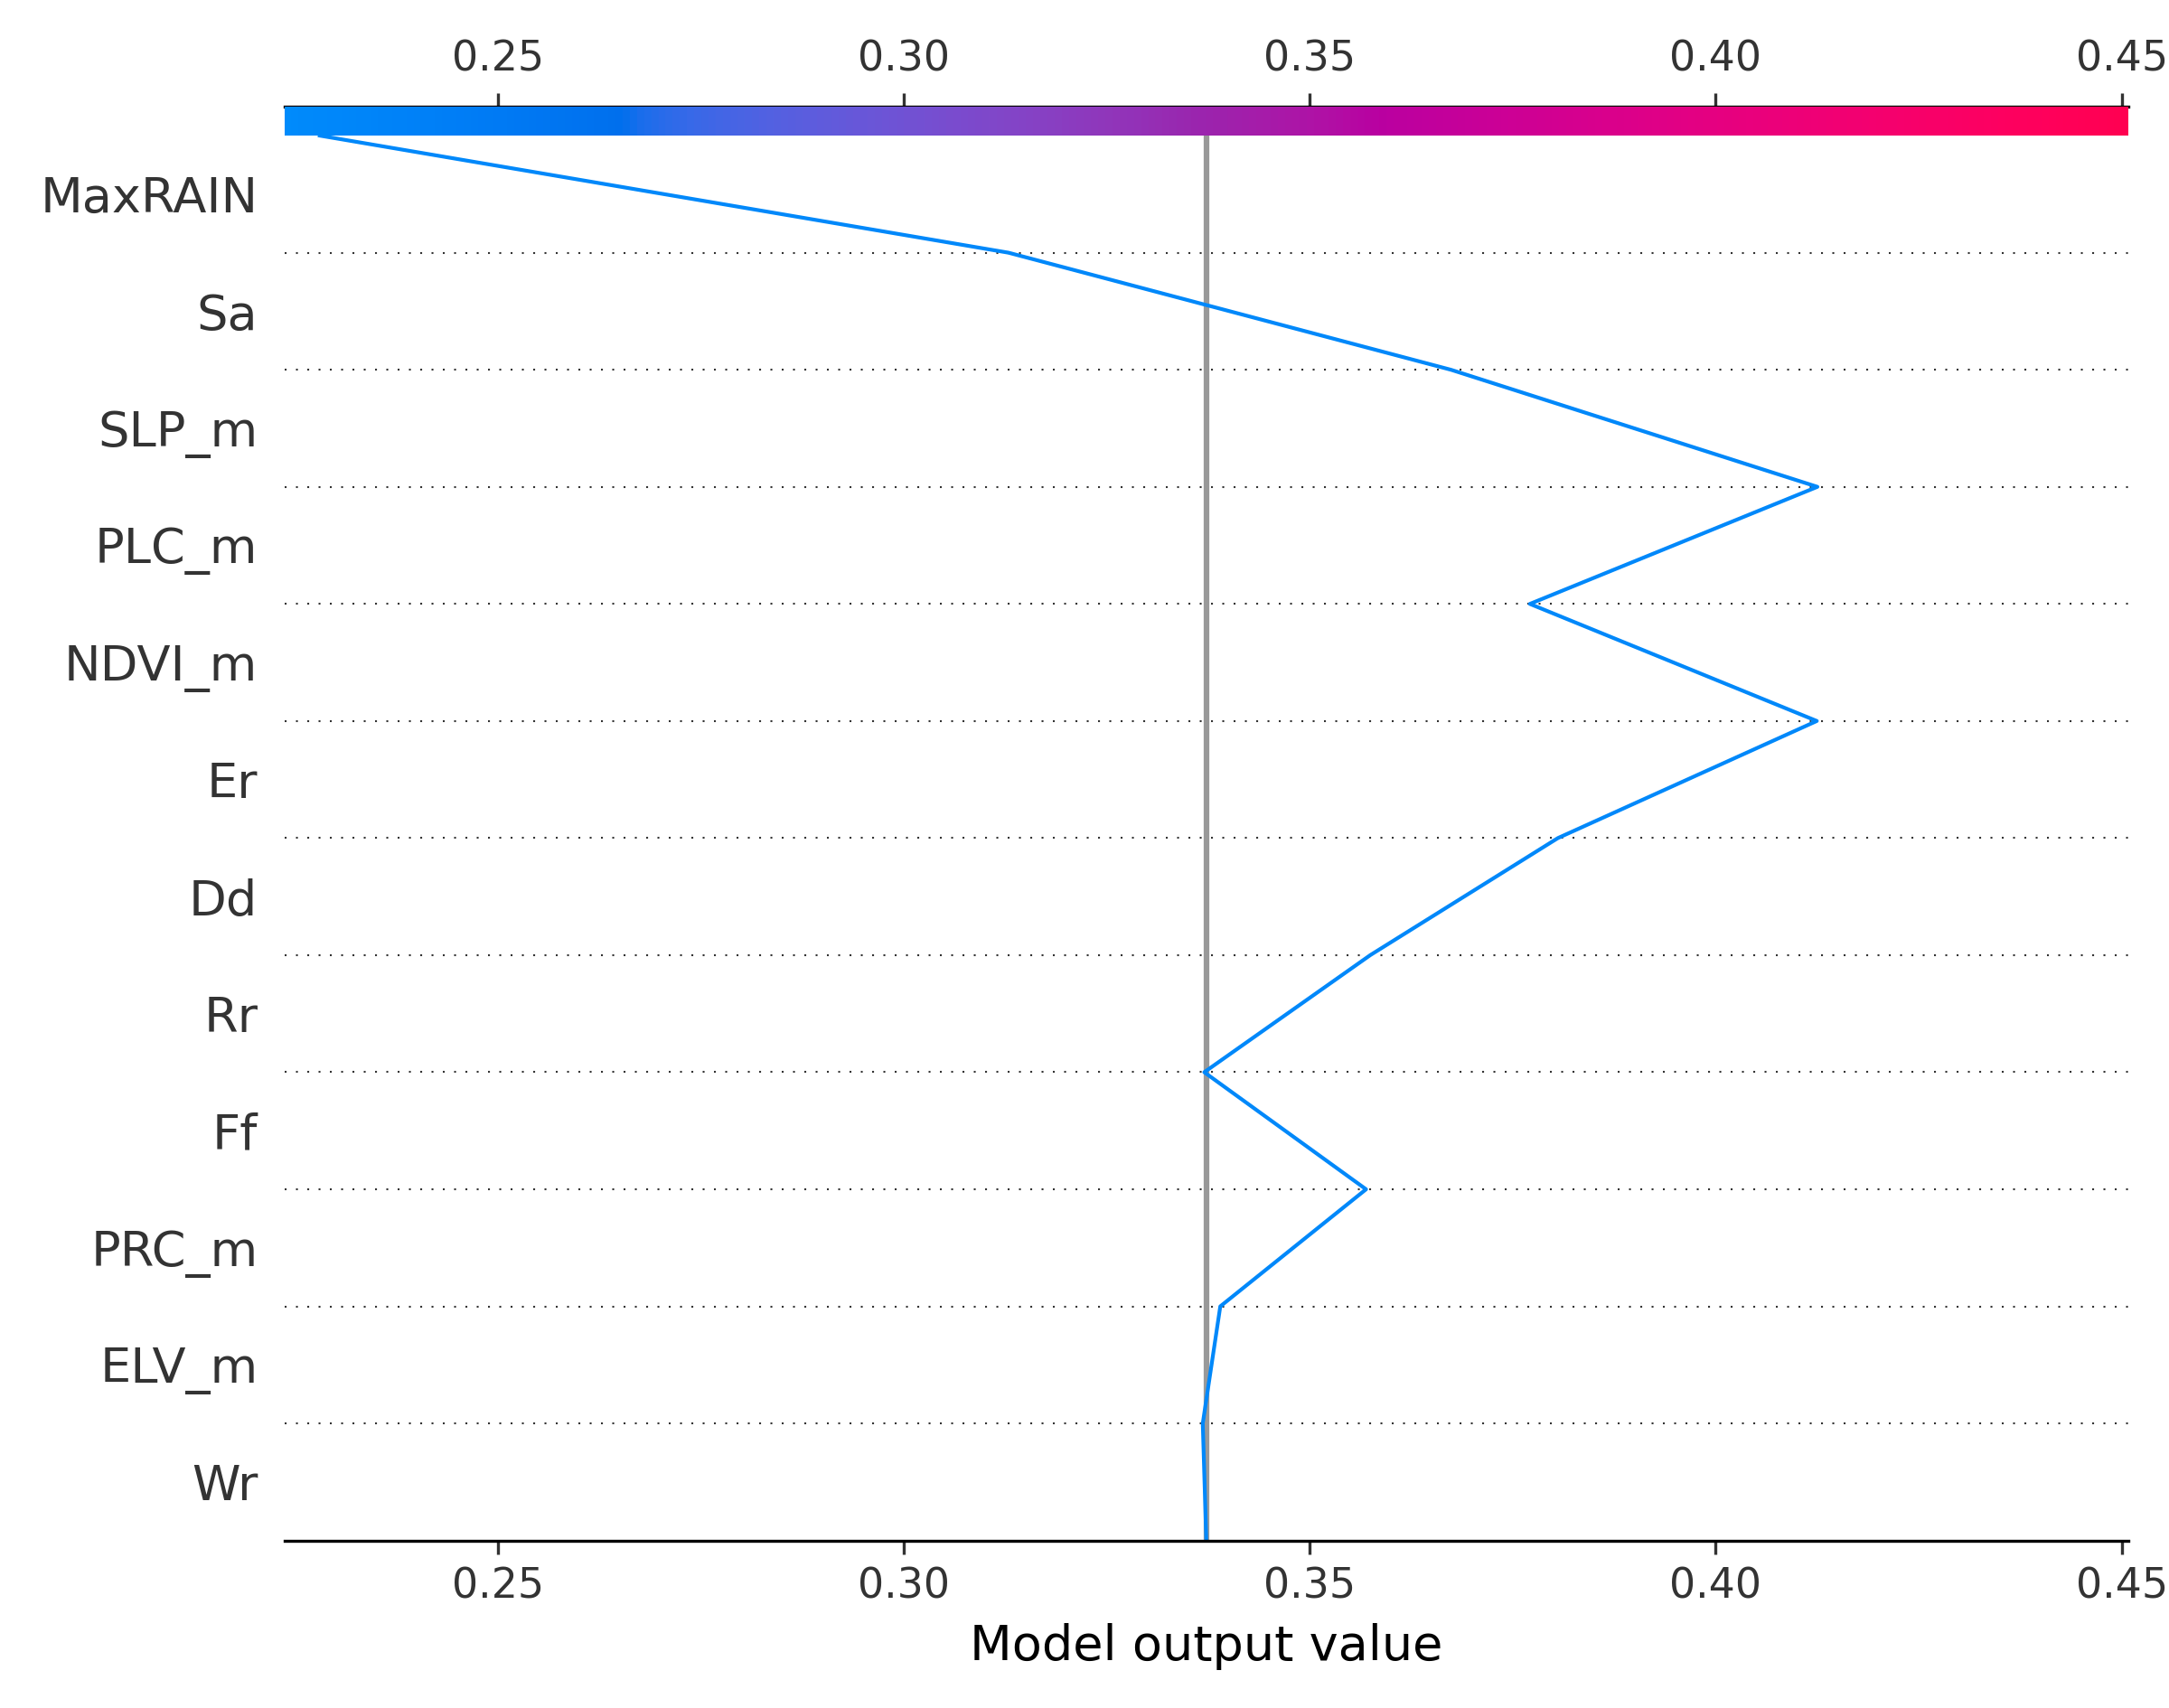 0.25 0.30 0.35 0.40 0.45
MaxRAIN
Sa
SLP_m
PLC_m
NDVI_m
Er
Dd
Rr
Ff
PRC_m
ELV_m
Wr
0.25 0.30 0.35 0.40 0.45
Model output value